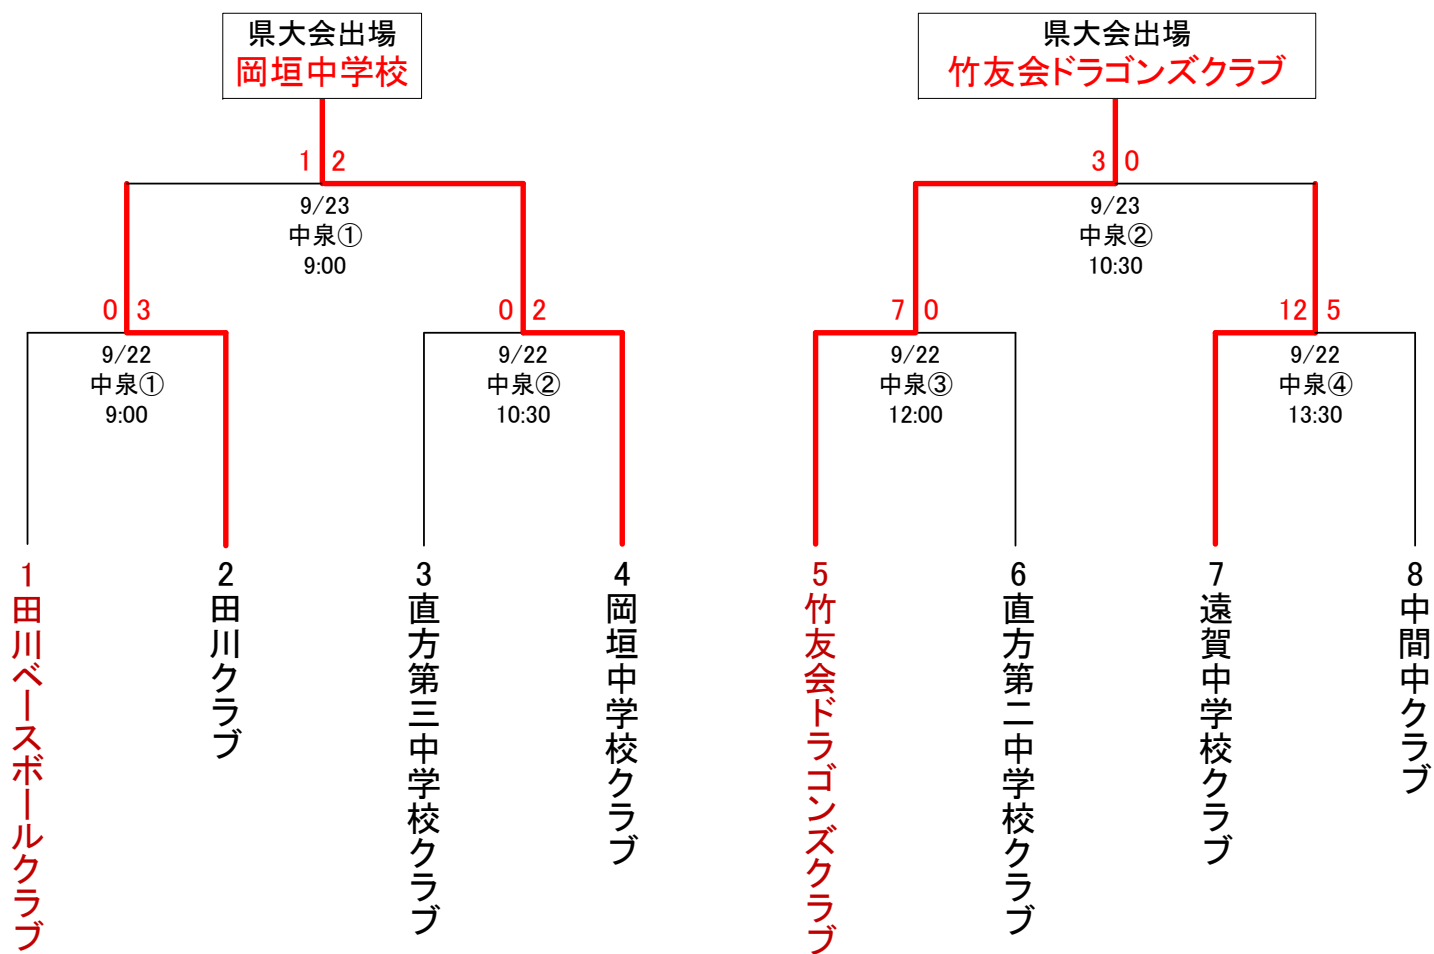 県大会出場
岡垣中学校
県大会出場
竹友会ドラゴンズクラブ
1 2
9/23
中泉①
9:00
3 0
9/23
中泉②
10:30
0 3
9/22
中泉①
9:00
0 2
9/22
中泉②
10:30
7 0
9/22
中泉③
12:00
12 5
9/22
中泉④
13:30
1 田川ベースボールクラブ
2 田川クラブ
3 直方第三中学校クラブ
4 岡垣中学校クラブ
5 竹友会ドラゴンズクラブ
6 直方第二中学校クラブ
7 遠賀中学校クラブ
8 中間中クラブ